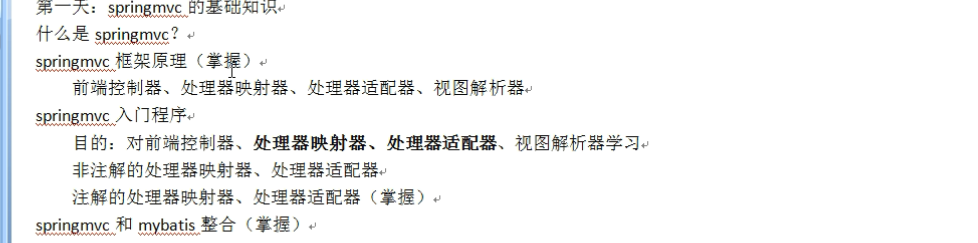 第一天：springmvc 的基础知识
什么是 springmvc？
springmvc 框架原理（掌握）
前端控制器、处理器映射器、处理器适配器、视图解析器
springmvc 入门程序
目的：对前端控制器、处理器映射器、处理器适配器、视图解析器学习
非注解的处理器映射器、处理器适配器
注解的处理器映射器、处理器适配器（掌握）
springmvc 和 mybatis 整合（掌握）